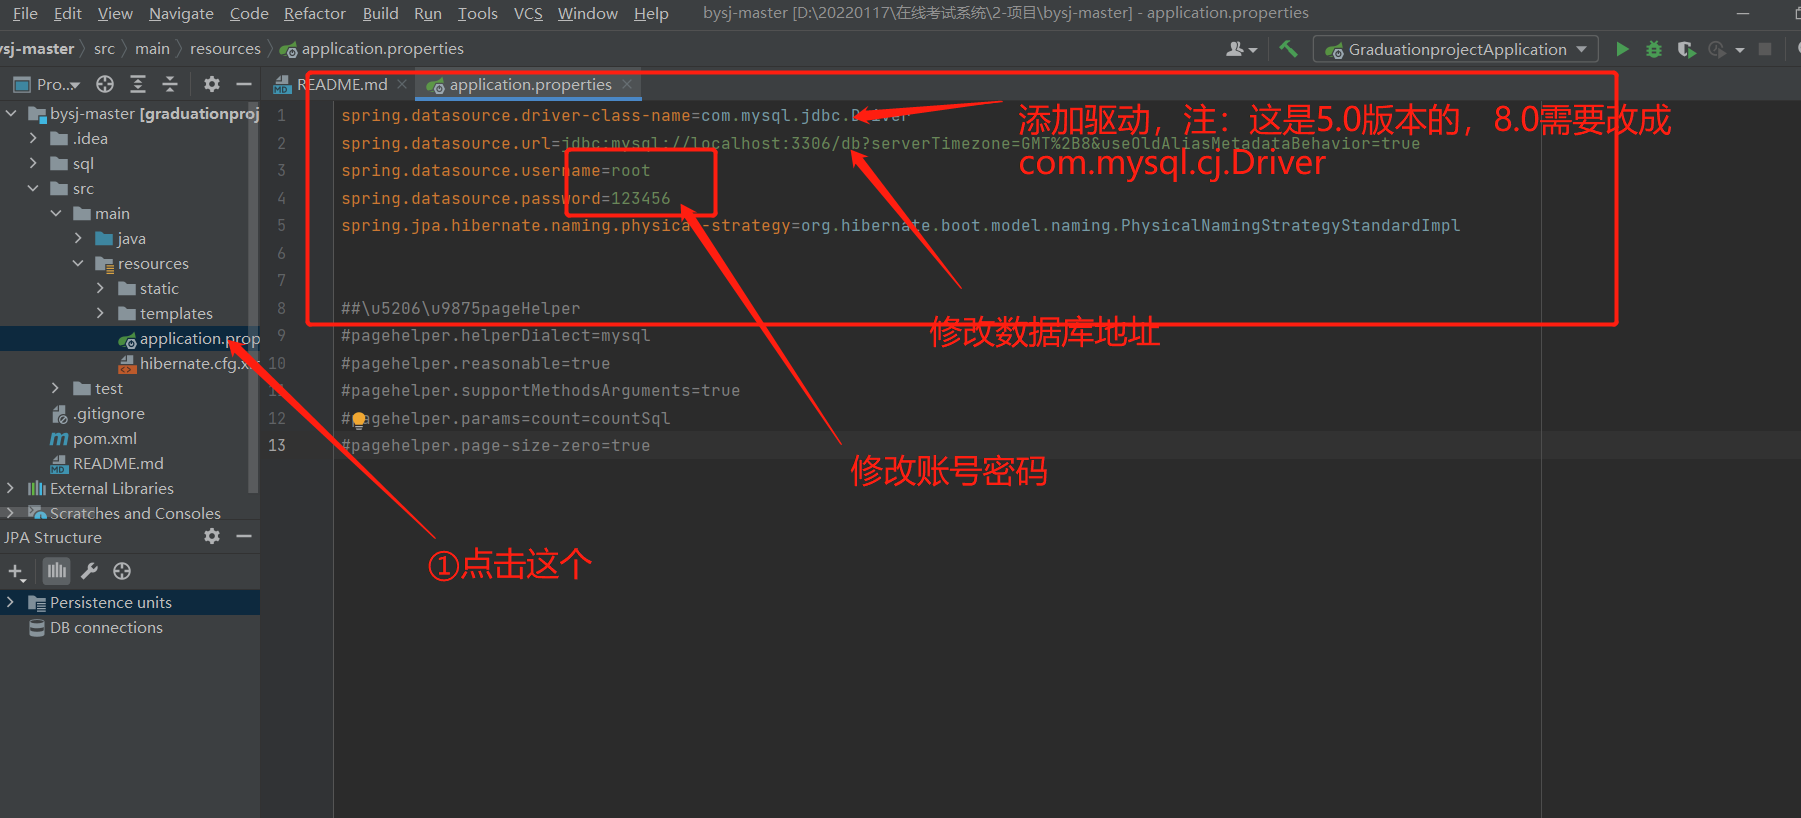 File Edit View Navigate Code Refactor Build Run Tools VCS Window Help bysj-master [D:\20220117\在线考试系统\2-项目\bysj-master] - application.properties
ysj-master src main resources application.properties GraduationprojectApplication
Pro... README.md application.properties
bysj-master [graduationproj
.idea
sql
src
main
java
resources
static
templates
application.prop
hibernate.cfg.x
test
.gitignore
pom.xml
README.md
External Libraries
Scratches and Consoles
JPA Structure
Persistence units
DB connections
1 spring.datasource.driver-class-name=com.mysql.jdbc.Driver
2 spring.datasource.url=jdbc:mysql://localhost:3306/db?serverTimezone=GMT%2B8&useOldAliasMetadataBehavior=true
3 spring.datasource.username=root
4 spring.datasource.password=123456
5 spring.jpa.hibernate.naming.physical-strategy=org.hibernate.boot.model.naming.PhysicalNamingStrategyStandardImpl
6
7
8 ##\u5206\u9875pageHelper
9 #pagehelper.helperDialect=mysql
10 #pagehelper.reasonable=true
11 #pagehelper.supportMethodsArguments=true
12 #pagehelper.params=count=countSql
13 #pagehelper.page-size-zero=true
添加驱动，注：这是5.0版本的，8.0需要改成
com.mysql.cj.Driver
修改数据库地址
修改账号密码
①点击这个